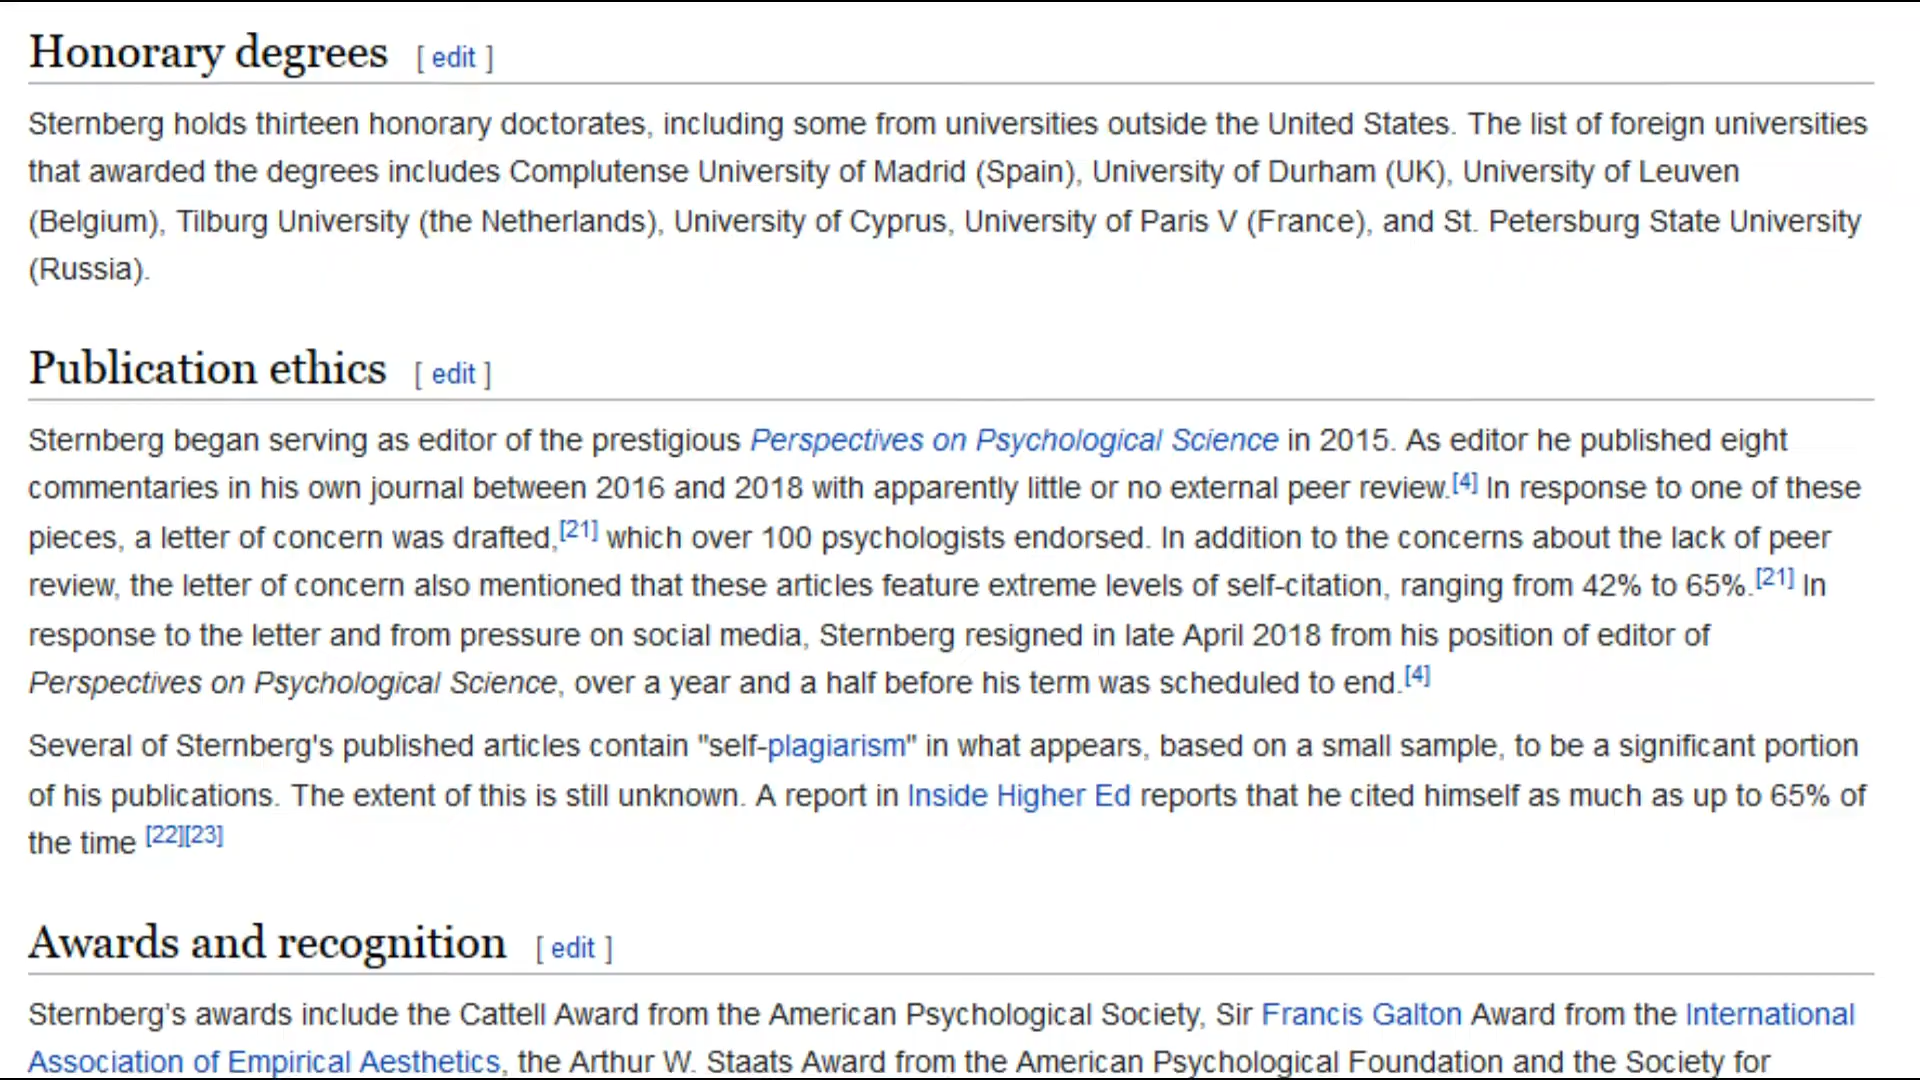 Honorary degrees [ edit ]
Sternberg holds thirteen honorary doctorates, including some from universities outside the United States. The list of foreign universities
that awarded the degrees includes Complutense University of Madrid (Spain), University of Durham (UK), University of Leuven
(Belgium), Tilburg University (the Netherlands), University of Cyprus, University of Paris V (France), and St. Petersburg State University
(Russia).
Publication ethics [ edit ]
Sternberg began serving as editor of the prestigious Perspectives on Psychological Science in 2015. As editor he published eight
commentaries in his own journal between 2016 and 2018 with apparently little or no external peer review.[4] In response to one of these
pieces, a letter of concern was drafted,[21] which over 100 psychologists endorsed. In addition to the concerns about the lack of peer
review, the letter of concern also mentioned that these articles feature extreme levels of self-citation, ranging from 42% to 65%.[21] In
response to the letter and from pressure on social media, Sternberg resigned in late April 2018 from his position of editor of
Perspectives on Psychological Science, over a year and a half before his term was scheduled to end.[4]
Several of Sternberg's published articles contain "self-plagiarism" in what appears, based on a small sample, to be a significant portion
of his publications. The extent of this is still unknown. A report in Inside Higher Ed reports that he cited himself as much as up to 65% of
the time [22][23]
Awards and recognition [ edit ]
Sternberg’s awards include the Cattell Award from the American Psychological Society, Sir Francis Galton Award from the International
Association of Empirical Aesthetics, the Arthur W. Staats Award from the American Psychological Foundation and the Society for